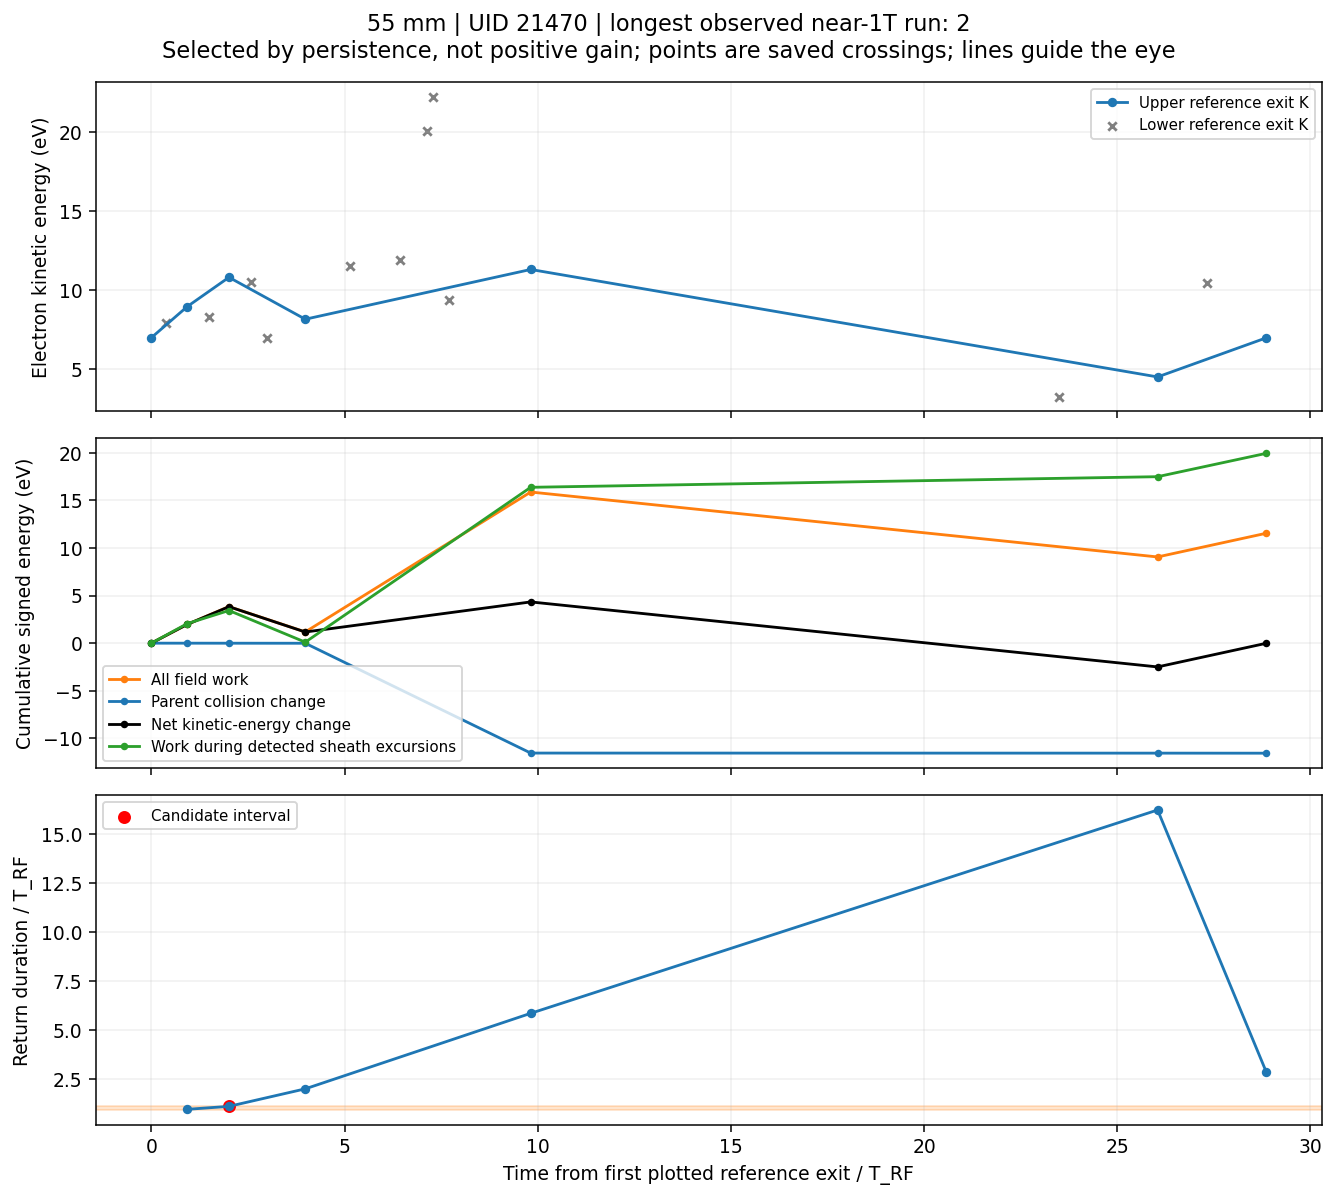 55 mm | UID 21470 | longest observed near-1T run: 2
Selected by persistence, not positive gain; points are saved crossings; lines guide the eye
Electron kinetic energy (eV)
20
15
10
5
Upper reference exit K
Lower reference exit K
Cumulative signed energy (eV)
20
15
10
5
0
−5
−10
All field work
Parent collision change
Net kinetic-energy change
Work during detected sheath excursions
Return duration / T_RF
15.0
12.5
10.0
7.5
5.0
2.5
Candidate interval
0 5 10 15 20 25 30
Time from first plotted reference exit / T_RF